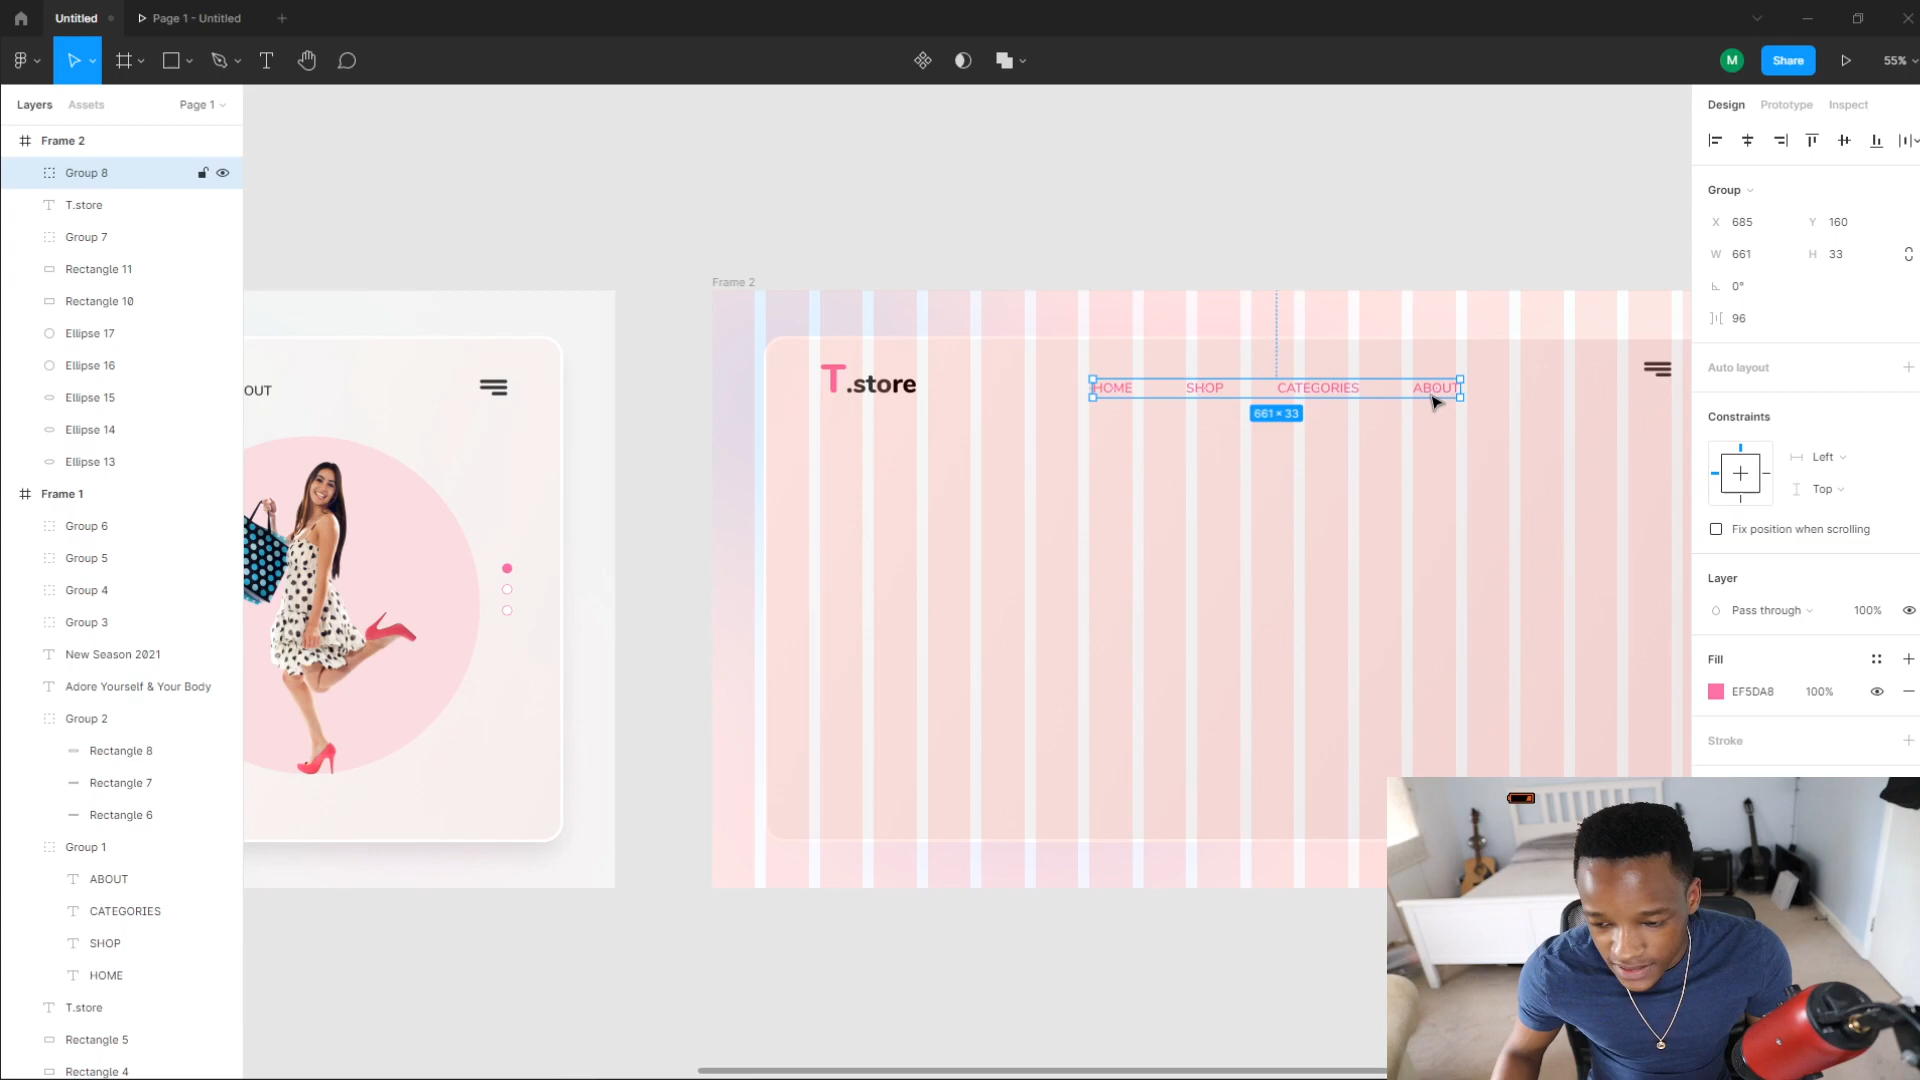 Untitled
Page 1 - Untitled
M
Share
55%
Layers
Assets
Page 1
Frame 2
Group 8
T.store
Group 7
Rectangle 11
Rectangle 10
Ellipse 17
Ellipse 16
Ellipse 15
Ellipse 14
Ellipse 13
Frame 1
Group 6
Group 5
Group 4
Group 3
New Season 2021
Adore Yourself & Your Body
Group 2
Rectangle 8
Rectangle 7
Rectangle 6
Group 1
ABOUT
CATEGORIES
SHOP
HOME
T.store
Rectangle 5
Rectangle 4
OUT
Frame 2
T.store
HOME SHOP CATEGORIES ABOUT
661 × 33
Design Prototype Inspect
Group
X 685 Y 160
W 661 H 33
0°
96
Auto layout
Constraints
Left
Top
Fix position when scrolling
Layer
Pass through 100%
Fill
EF5DA8 100%
Stroke